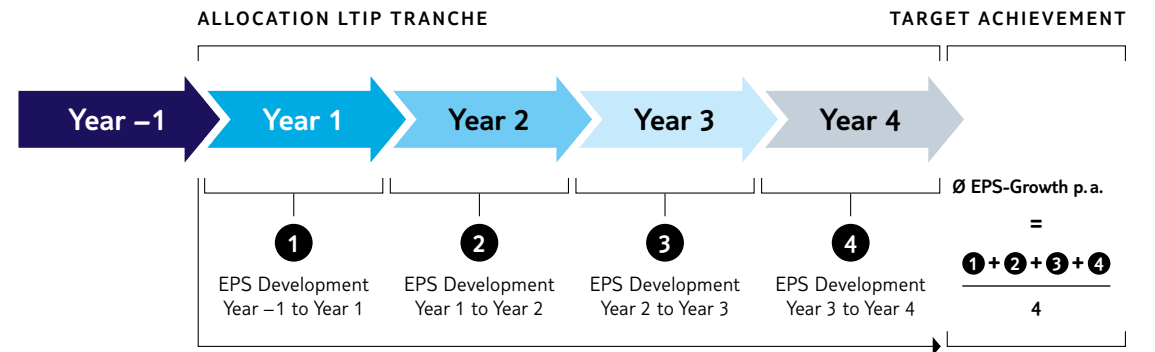 ALLOCATION LTIP TRANCHE
TARGET ACHIEVEMENT
Year –1
Year 1
Year 2
Year 3
Year 4
1
EPS Development
Year –1 to Year 1
2
EPS Development
Year 1 to Year 2
3
EPS Development
Year 2 to Year 3
4
EPS Development
Year 3 to Year 4
Ø EPS-Growth p. a.
=
1+2+3+4
4